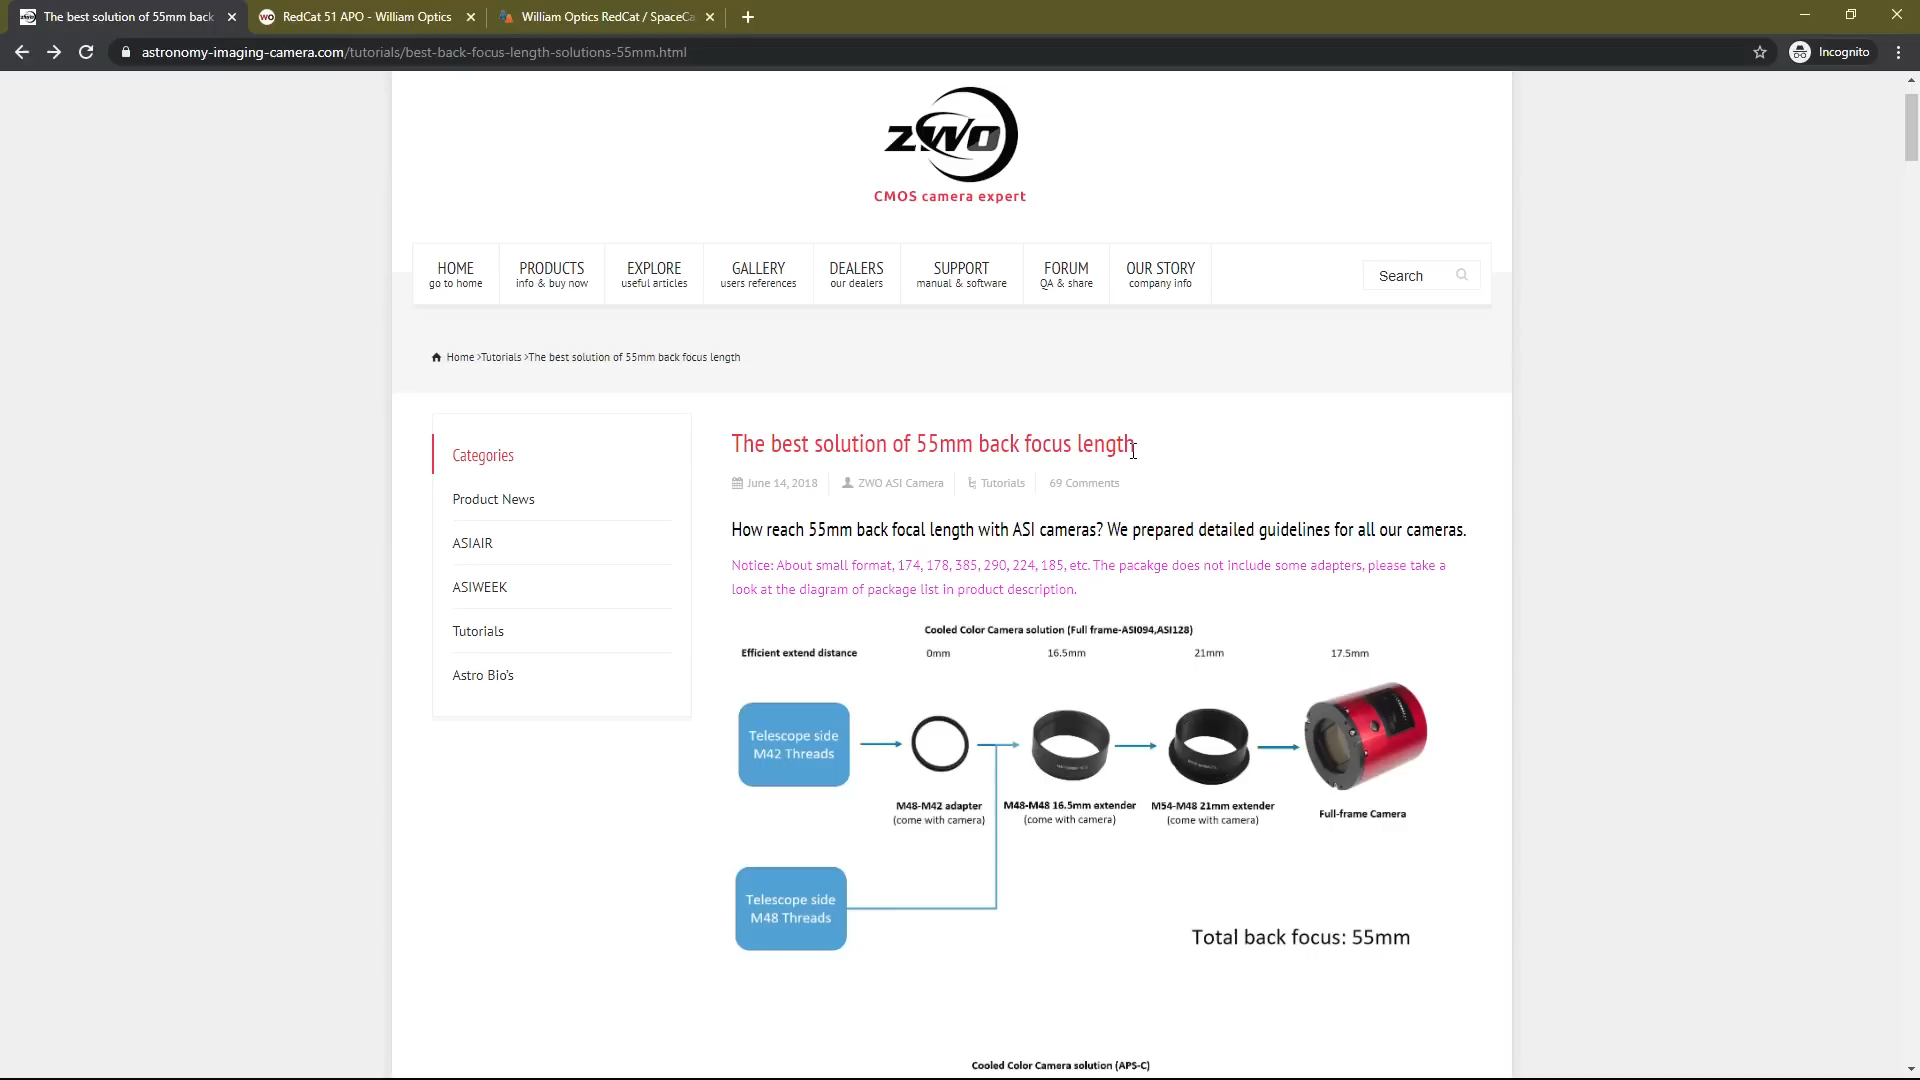 The best solution of 55mm back
RedCat 51 APO - William Optics
William Optics RedCat / SpaceCa
astronomy-imaging-camera.com/tutorials/best-back-focus-length-solutions-55mm.html
Incognito
ZWO
CMOS camera expert
HOME
go to home
PRODUCTS
info & buy now
EXPLORE
useful articles
GALLERY
users references
DEALERS
our dealers
SUPPORT
manual & software
FORUM
QA & share
OUR STORY
company info
Search
Home >Tutorials >The best solution of 55mm back focus length
Categories
Product News
ASIAIR
ASIWEEK
Tutorials
Astro Bio's
The best solution of 55mm back focus length
June 14, 2018
ZWO ASI Camera
Tutorials
69 Comments
How reach 55mm back focal length with ASI cameras? We prepared detailed guidelines for all our cameras.
Notice: About small format, 174, 178, 385, 290, 224, 185, etc. The pacakge does not include some adapters, please take a
look at the diagram of package list in product description.
Cooled Color Camera solution (Full frame-ASI094,ASI128)
Efficient extend distance
0mm
16.5mm
21mm
17.5mm
Telescope side
M42 Threads
M48-M42 adapter
(come with camera)
M48-M48 16.5mm extender
(come with camera)
M54-M48 21mm extender
(come with camera)
Full-frame Camera
Telescope side
M48 Threads
Total back focus: 55mm
Cooled Color Camera solution (APS-C)